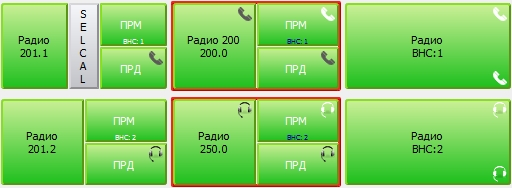 Радио
201.1
SELCAL
ПРМ
ВНС: 1
ПРД
Радио 200
200.0
ПРМ
ВНС:1
ПРД
Радио
ВНС:1
Радио
201.2
ПРМ
ВНС: 2
ПРД
Радио
250.0
ПРМ
ВНС:2
ПРД
Радио
ВНС:2